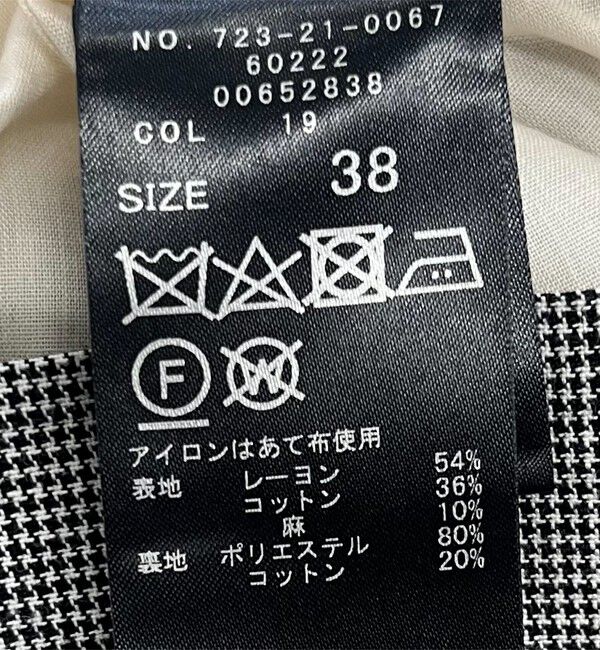 NO. 723-21-0067
60222
00652838
COL 19
SIZE 38
F W
アイロンはあて布使用
表地 レーヨン 54%
コットン 36%
麻 10%
裏地 ポリエステル 80%
コットン 20%